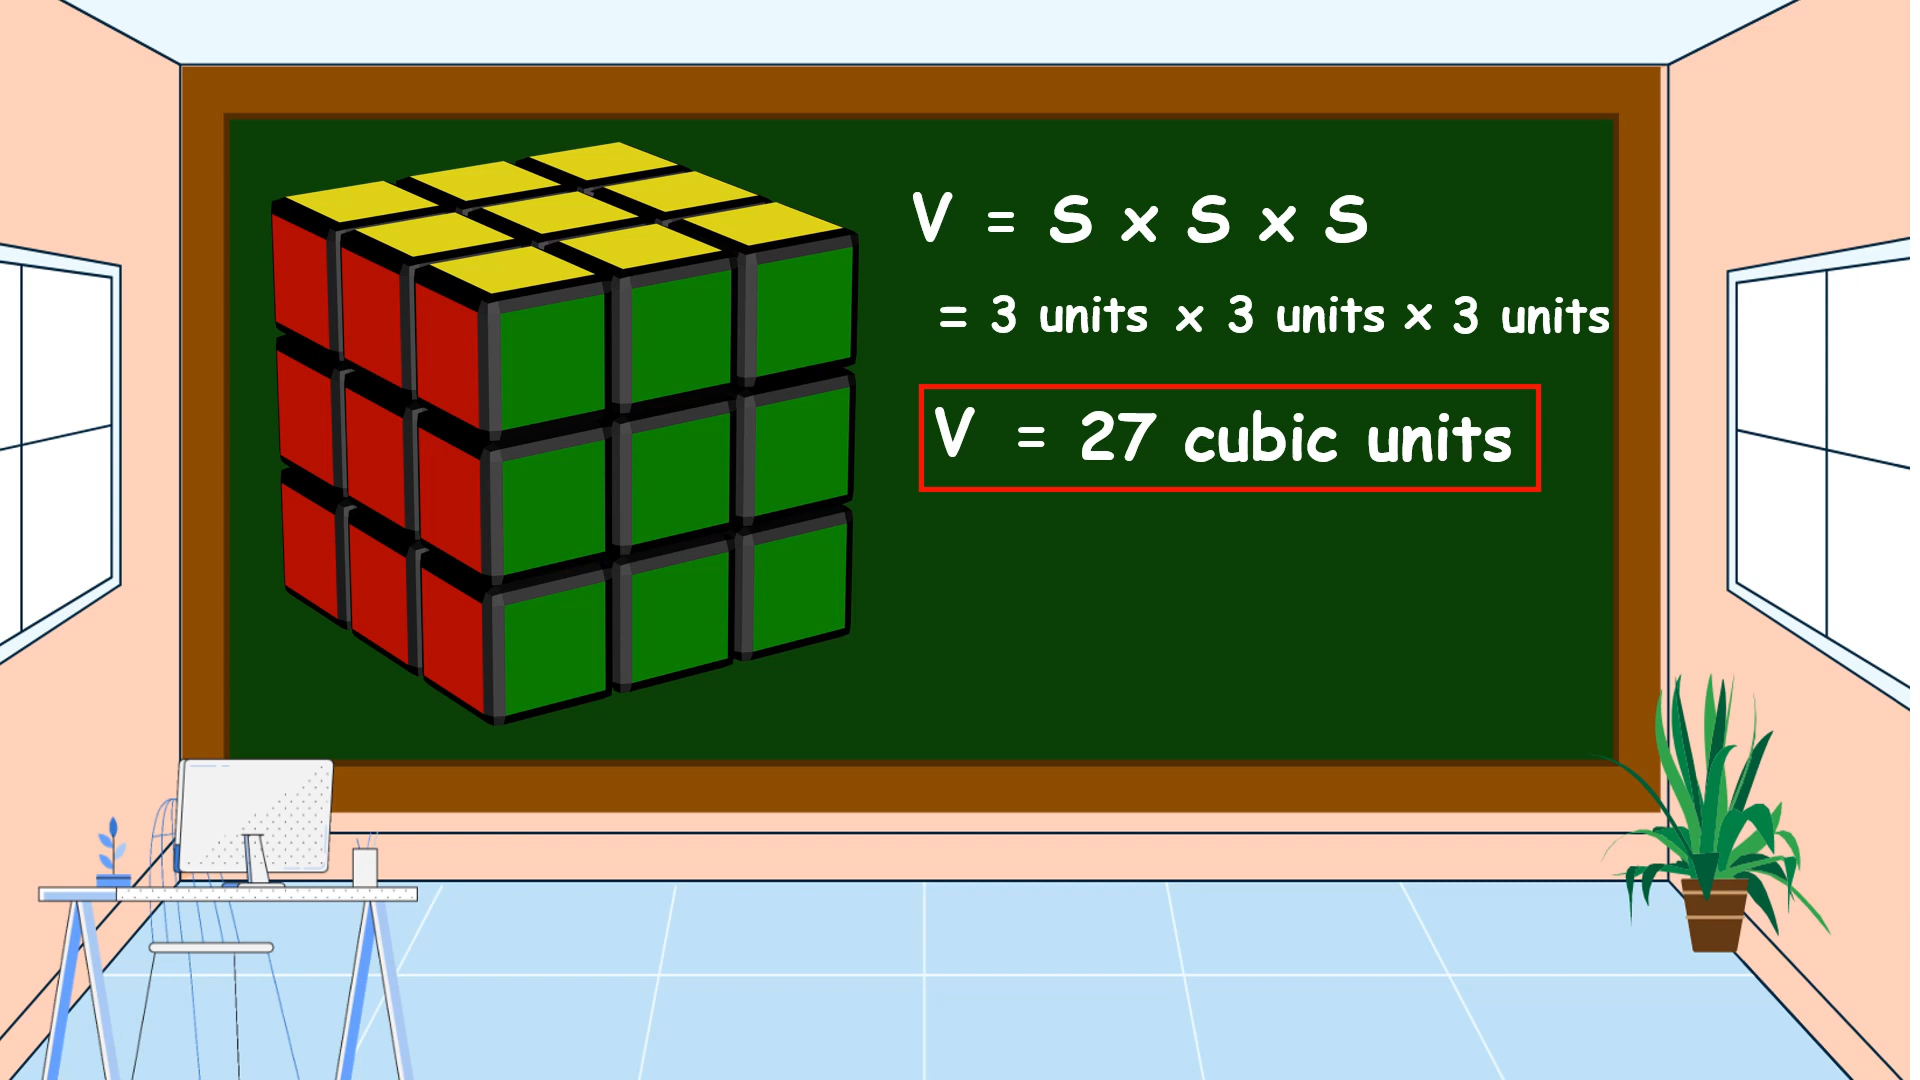 V = S x S x S
= 3 units x 3 units x 3 units
V = 27 cubic units